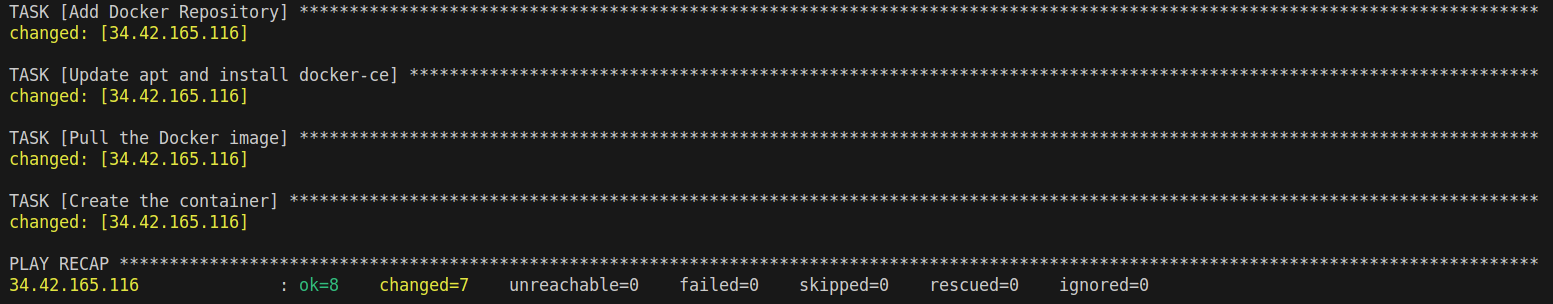 TASK [Add Docker Repository] ****************************************************************************************************************************
changed: [34.42.165.116]
TASK [Update apt and install docker-ce] *****************************************************************************************************************
changed: [34.42.165.116]
TASK [Pull the Docker image] ****************************************************************************************************************************
changed: [34.42.165.116]
TASK [Create the container] *****************************************************************************************************************************
changed: [34.42.165.116]
PLAY RECAP **********************************************************************************************************************************************
34.42.165.116              : ok=8    changed=7    unreachable=0    failed=0    skipped=0    rescued=0    ignored=0